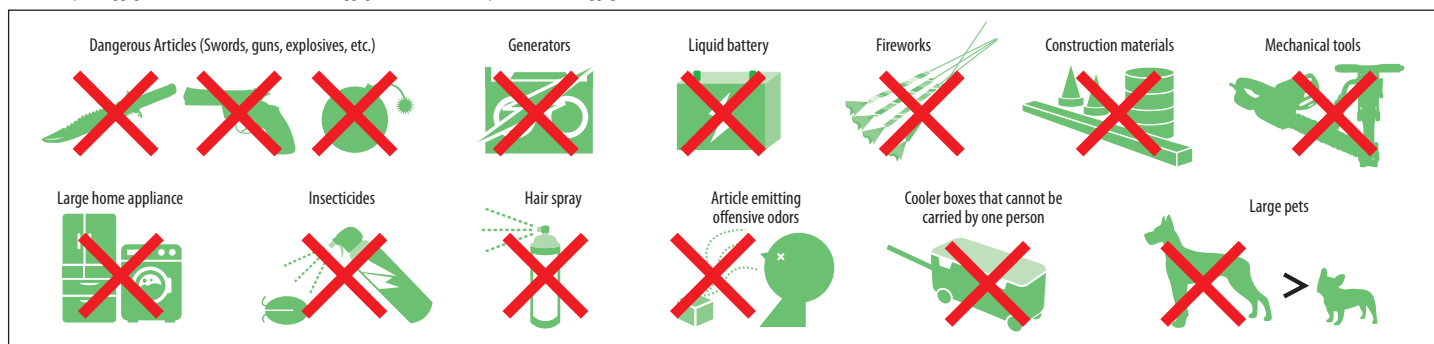 Dangerous Articles (Swords, guns, explosives, etc.)
Generators
Liquid battery
Fireworks
Construction materials
Mechanical tools
Large home appliance
Insecticides
Hair spray
Article emitting
offensive odors
Cooler boxes that cannot be
carried by one person
Large pets
>